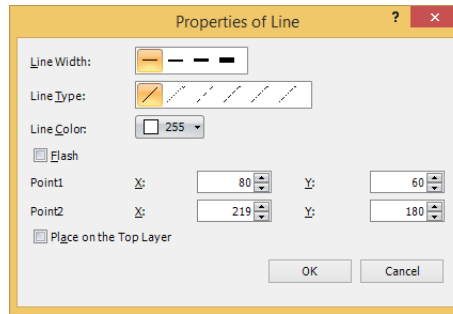 Properties of Line
? ×
Line Width:
Line Type:
Line Color: 255
Flash
Point1 X: 80 Y: 60
Point2 X: 219 Y: 180
Place on the Top Layer
OK Cancel